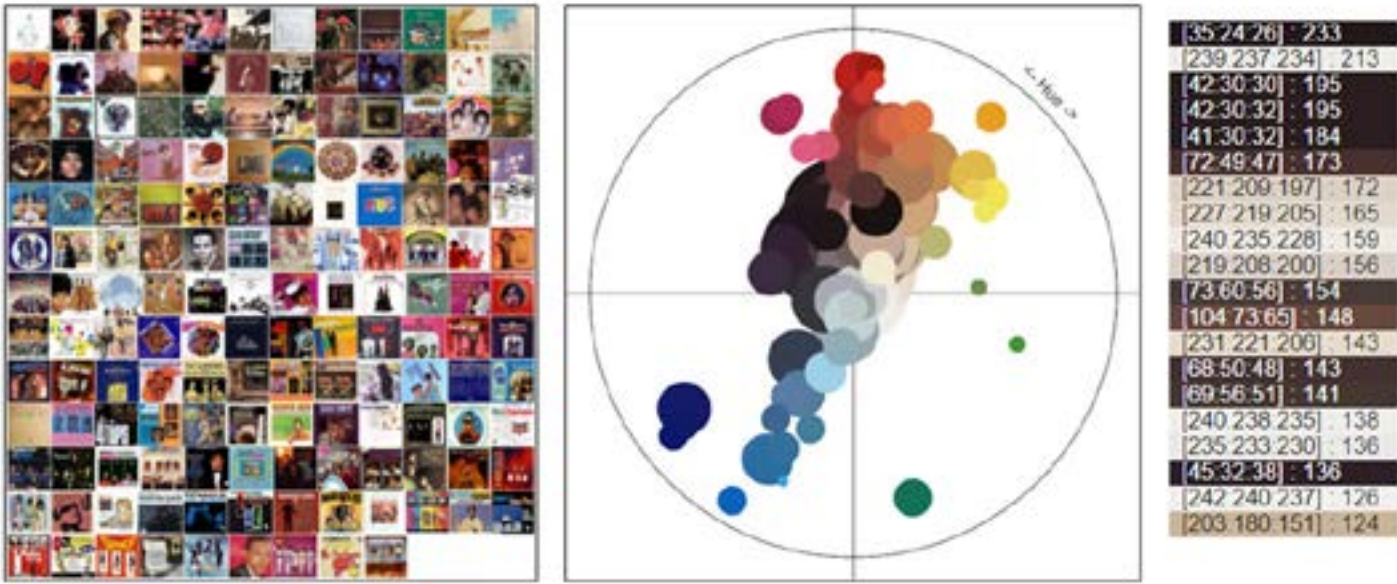 <- Hue ->
[35:24:26] : 233
[239:237:234] : 213
[42:30:30] : 195
[42:30:32] : 195
[41:30:32] : 184
[72:49:47] : 173
[221:209:197] : 172
[227:219:205] : 165
[240:235:228] : 159
[219:208:200] : 156
[73:60:56] : 154
[104:73:65] : 148
[231:221:206] : 143
[68:50:48] : 143
[69:56:51] : 141
[240:238:235] : 138
[235:233:230] : 136
[45:32:38] : 136
[242:240:237] : 126
[203:180:151] : 124